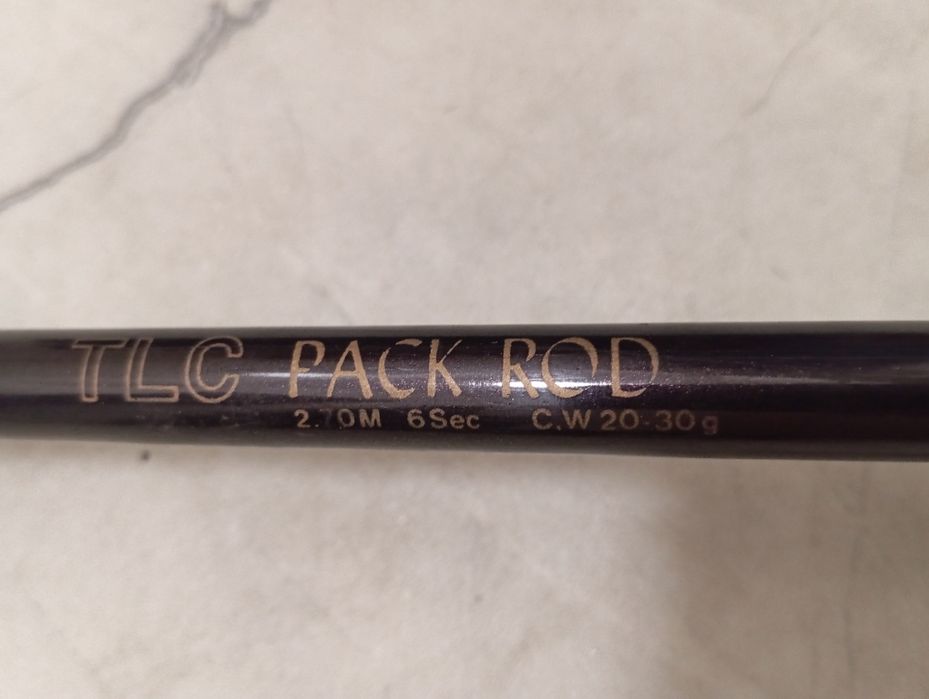 TLC PACK ROD
2.70M 6Sec C.W 20-30g